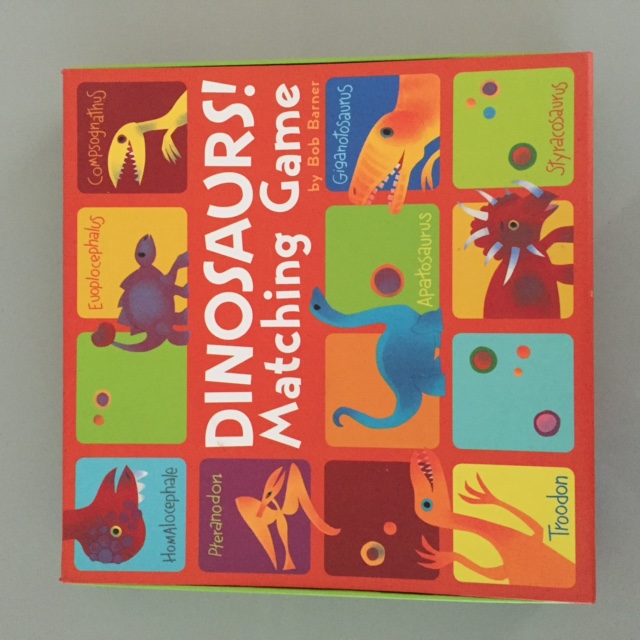 Euoplocephalus
Compsognathus
Homalocephale
Pteranodon
DINOSAURS!
Matching Game
by Bob Barner
Giganotosaurus
Apatosaurus
Troodon
Styracosaurus